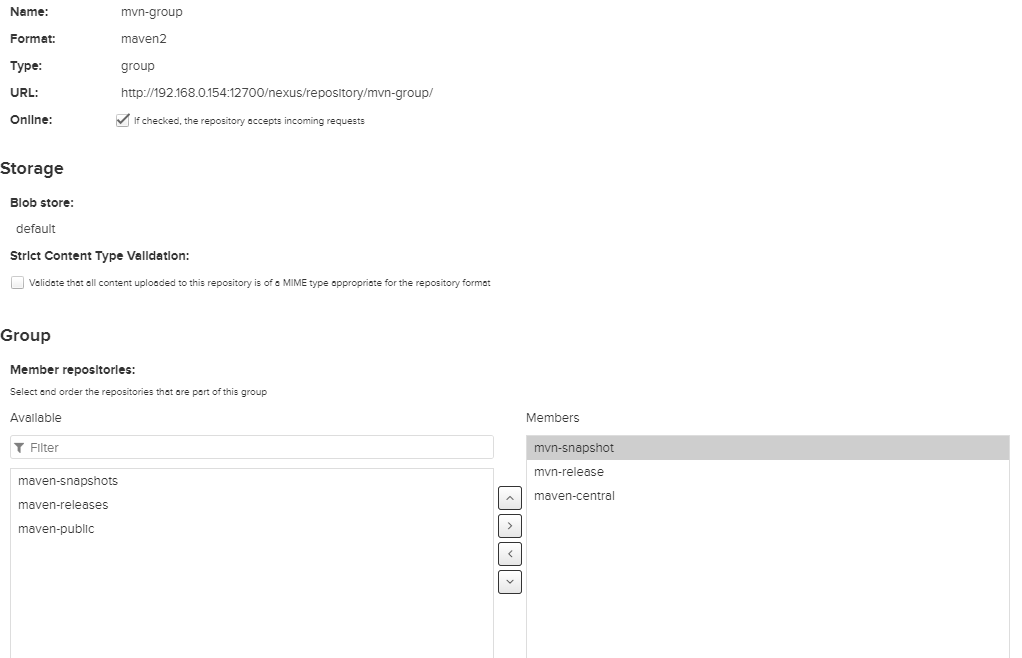 Name: mvn-group
Format: maven2
Type: group
URL: http://192.168.0.154:12700/nexus/repository/mvn-group/
Online: If checked, the repository accepts incoming requests
Storage
Blob store:
default
Strict Content Type Validation:
Validate that all content uploaded to this repository is of a MIME type appropriate for the repository format
Group
Member repositories:
Select and order the repositories that are part of this group
Available
Filter
maven-snapshots
maven-releases
maven-public
Members
mvn-snapshot
mvn-release
maven-central